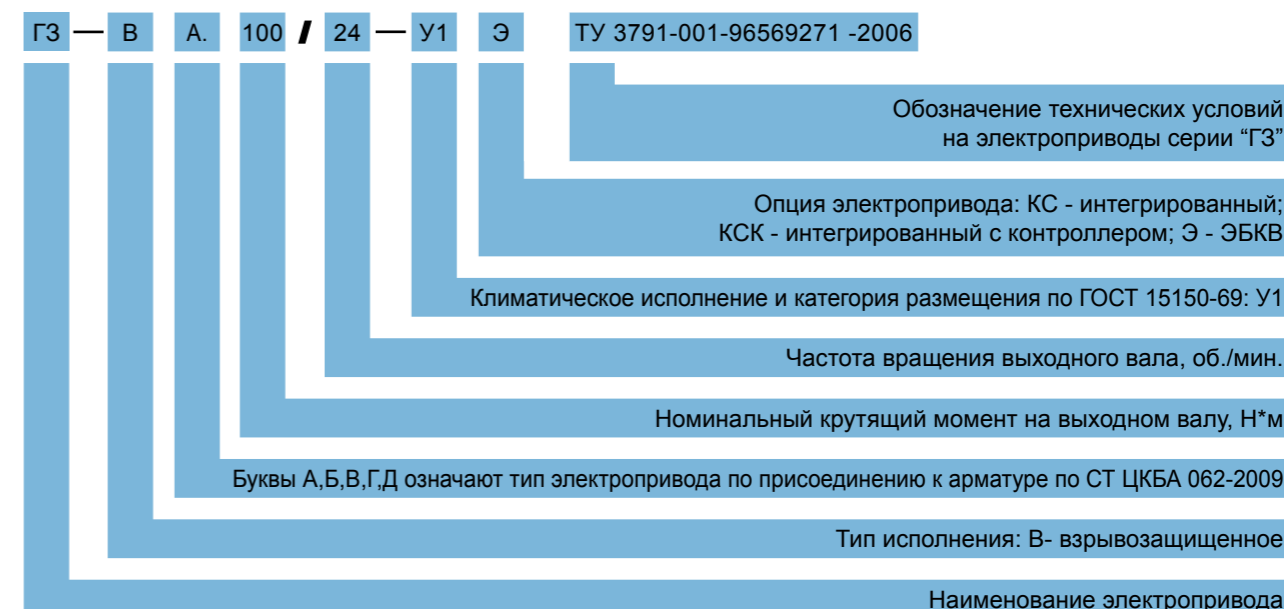 ГЗ — В А. 100 / 24 — У1 Э ТУ 3791-001-96569271 -2006
Обозначение технических условий
на электроприводы серии “ГЗ”
Опция электропривода: КС - интегрированный;
КСК - интегрированный с контроллером; Э - ЭБКВ
Климатическое исполнение и категория размещения по ГОСТ 15150-69: У1
Частота вращения выходного вала, об./мин.
Номинальный крутящий момент на выходном валу, Н*м
Буквы А,Б,В,Г,Д означают тип электропривода по присоединению к арматуре по СТ ЦКБА 062-2009
Тип исполнения: В- взрывозащищенное
Наименование электропривода